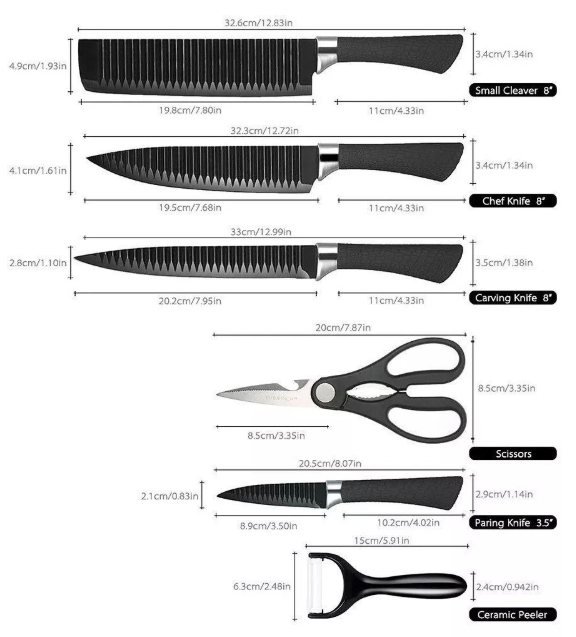 32.6cm/12.83in
4.9cm/1.93in
3.4cm/1.34in
Small Cleaver 8"
19.8cm/7.80in
11cm/4.33in
32.3cm/12.72in
4.1cm/1.61in
3.4cm/1.34in
19.5cm/7.68in
11cm/4.33in
Chef Knife 8"
33cm/12.99in
2.8cm/1.10in
3.5cm/1.38in
20.2cm/7.95in
11cm/4.33in
Carving Knife 8"
20cm/7.87in
8.5cm/3.35in
8.5cm/3.35in
Scissors
20.5cm/8.07in
2.1cm/0.83in
2.9cm/1.14in
8.9cm/3.50in
10.2cm/4.02in
Paring Knife 3.5"
15cm/5.91in
6.3cm/2.48in
2.4cm/0.942in
Ceramic Peeler